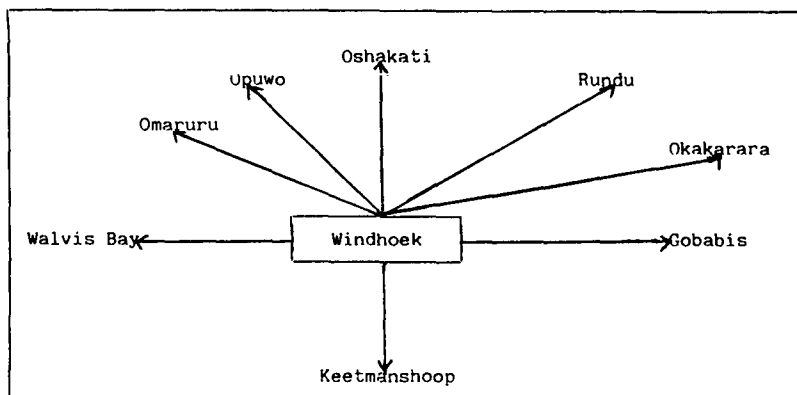 Oshakati
Opuwo
Rundu
Omaruru
Okakarara
Walvis Bay
Windhoek
Gobabis
Keetmanshoop